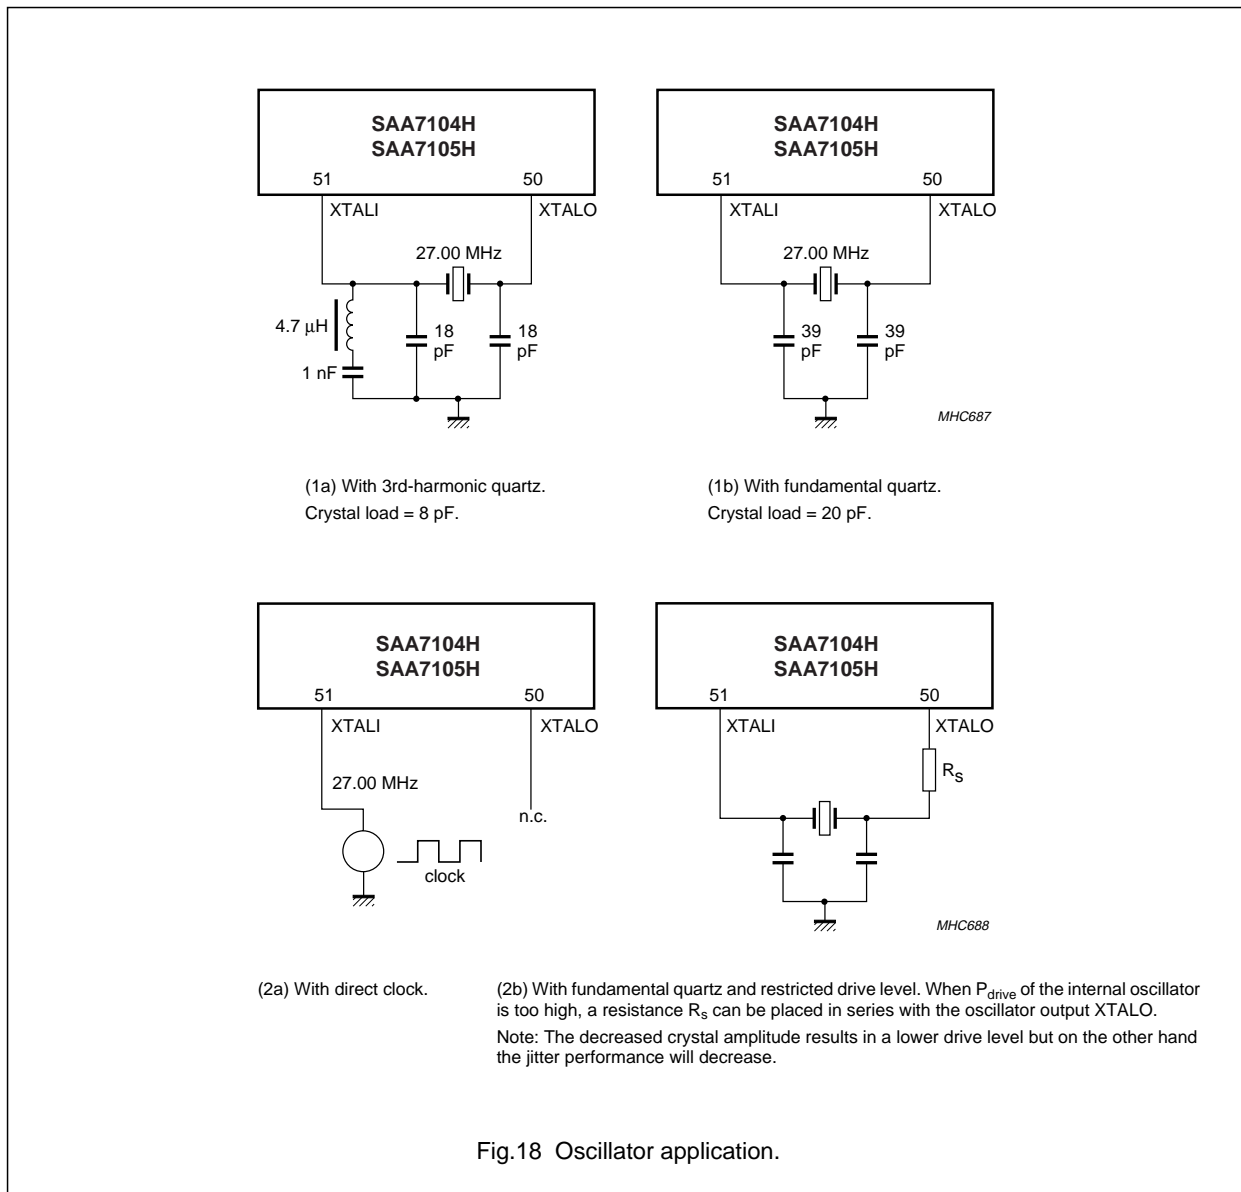 SAA7104H
SAA7105H
51
50
XTALI
XTALO
27.00 MHz
4.7 μH
18
pF
18
pF
1 nF
SAA7104H
SAA7105H
51
50
XTALI
XTALO
27.00 MHz
39
pF
39
pF
MHC687
(1a) With 3rd-harmonic quartz.
Crystal load = 8 pF.
(1b) With fundamental quartz.
Crystal load = 20 pF.
SAA7104H
SAA7105H
51
50
XTALI
XTALO
27.00 MHz
n.c.
clock
SAA7104H
SAA7105H
51
50
XTALI
XTALO
Rs
MHC688
(2a) With direct clock.
(2b) With fundamental quartz and restricted drive level. When Pdrive of the internal oscillator
is too high, a resistance Rs can be placed in series with the oscillator output XTALO.
Note: The decreased crystal amplitude results in a lower drive level but on the other hand
the jitter performance will decrease.
Fig.18 Oscillator application.